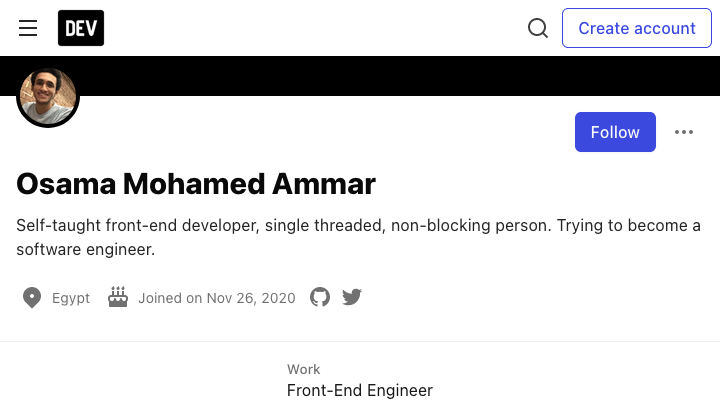 DEV
Create account
Follow
Osama Mohamed Ammar
Self-taught front-end developer, single threaded, non-blocking person. Trying to become a
software engineer.
Egypt
Joined on Nov 26, 2020
Work
Front-End Engineer